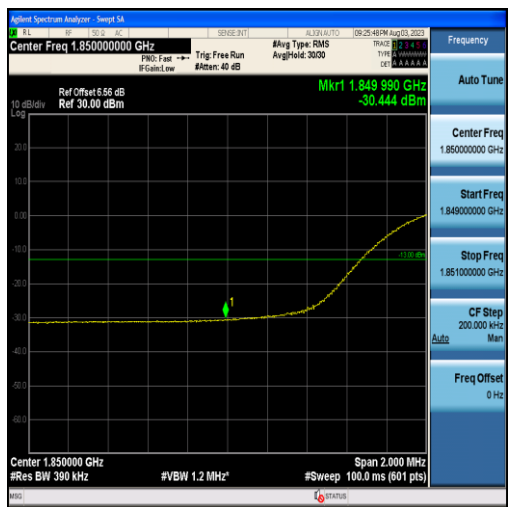 Agilent Spectrum Analyzer - Swept SA
RL RF 50 Ω AC SENSE:INT ALIGN AUTO 09:25:48 PM Aug 03, 2023
Center Freq 1.850000000 GHz
PNO: Fast
IFGain:Low
Trig: Free Run
#Atten: 40 dB
#Avg Type: RMS
Avg|Hold: 30/30
TRACE 1 2 3 4 5 6
TYPE A
DET A A A A A A
Ref Offset 6.56 dB
10 dB/div Ref 30.00 dBm
Log
Mkr1 1.849 990 GHz
-30.444 dBm
20.0
10.0
0.00
-10.0
-13.00 dBm
-20.0
1
-40.0
-50.0
-60.0
Center 1.850000 GHz Span 2.000 MHz
#Res BW 390 kHz #VBW 1.2 MHz* #Sweep 100.0 ms (601 pts)
MSG STATUS
Frequency
Auto Tune
Center Freq
1.850000000 GHz
Start Freq
1.849000000 GHz
Stop Freq
1.851000000 GHz
CF Step
200.000 kHz
Auto Man
Freq Offset
0 Hz